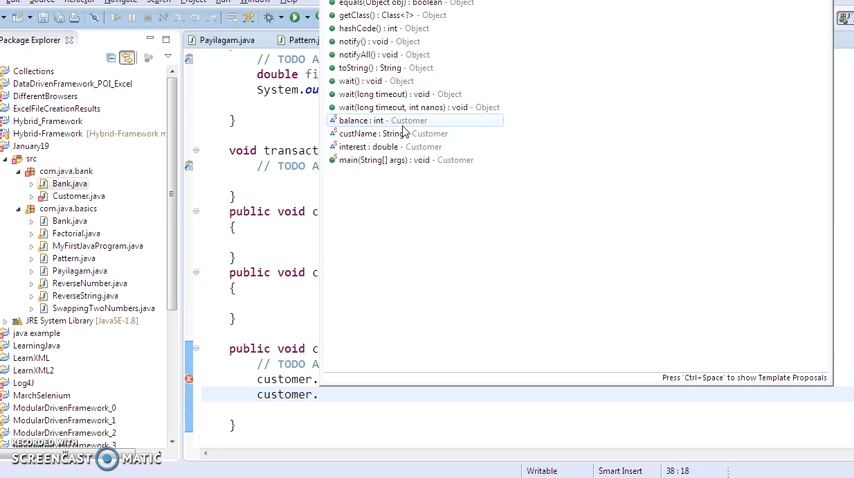 Package Explorer
Collections
DataDrivenFramework_POI_Excel
DifferentBrowsers
ExcelFileCreationResults
Hybrid_Framework
Hybrid-Framework [Hybrid-Framework m
January19
src
com.java.bank
Bank.java
Customer.java
com.java.basics
Bank.java
Factorial.java
MyFirstJavaProgram.java
Pattern.java
Payilagam.java
ReverseNumber.java
ReverseString.java
SwappingTwoNumbers.java
JRE System Library [JavaSE-1.8]
java example
LearningJava
LearnXML
LearnXML2
Log4J
MarchSelenium
ModularDrivenFramework_0
ModularDrivenFramework_1
ModularDrivenFramework_2
ModularDrivenFramework_3
RECORDED WITH
SCREENCAST MATIC
Payilagam.java
Pattern.
// TODO A
double fi
System.ou
}
void transact
// TODO A
}
public void c
{
}
public void c
{
}
public void c
// TODO A
customer.
customer.
}
equals(Object obj) : boolean - Object
getClass() : Class<?> - Object
hashCode() : int - Object
notify() : void - Object
notifyAll() : void - Object
toString() : String - Object
wait() : void - Object
wait(long timeout) : void - Object
wait(long timeout, int nanos) : void - Object
balance : int - Customer
custName : String - Customer
interest : double - Customer
main(String[] args) : void - Customer
Press 'Ctrl+Space' to show Template Proposals
Writable
Smart Insert
38 : 18